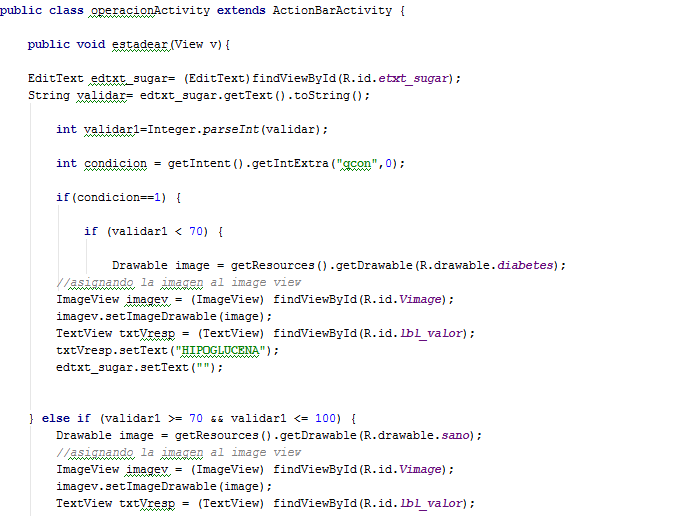 public class operacionActivity extends ActionBarActivity {
public void estadear(View v){
EditText edtxt_sugar= (EditText)findViewById(R.id.etxt_sugar);
String validar= edtxt_sugar.getText().toString();
int validar1=Integer.parseInt(validar);
int condicion = getIntent().getIntExtra("qcon",0);
if(condicion==1) {
if (validar1 < 70) {
Drawable image = getResources().getDrawable(R.drawable.diabetes);
//asignando la imagen al image view
ImageView imagev = (ImageView) findViewById(R.id.Vimage);
imagev.setImageDrawable(image);
TextView txtVresp = (TextView) findViewById(R.id.lbl_valor);
txtVresp.setText("HIPOGLUCENA");
edtxt_sugar.setText("");
} else if (validar1 >= 70 && validar1 <= 100) {
Drawable image = getResources().getDrawable(R.drawable.sano);
//asignando la imagen al image view
ImageView imagev = (ImageView) findViewById(R.id.Vimage);
imagev.setImageDrawable(image);
TextView txtVresp = (TextView) findViewById(R.id.lbl_valor);